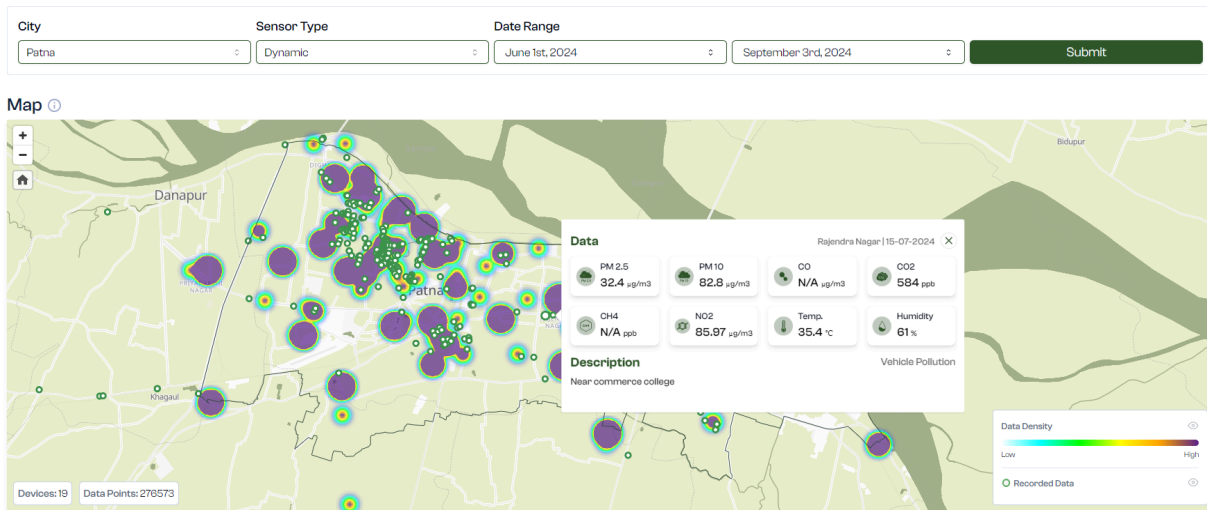 City
Sensor Type
Date Range
Patna
Dynamic
June 1st, 2024
September 3rd, 2024
Submit
Map
+
−
Bidupur
Danapur
Data
Rajendra Nagar | 15-07-2024
PM 2.5
32.4 µg/m3
PM 10
82.8 µg/m3
CO
N/A µg/m3
CO2
584 ppb
CH4
N/A ppb
NO2
85.97 µg/m3
Temp.
35.4 °C
Humidity
61 %
Description
Vehicle Pollution
Near commerce college
Patna
Khagaul
Data Density
Low
High
Recorded Data
Devices: 19
Data Points: 276573